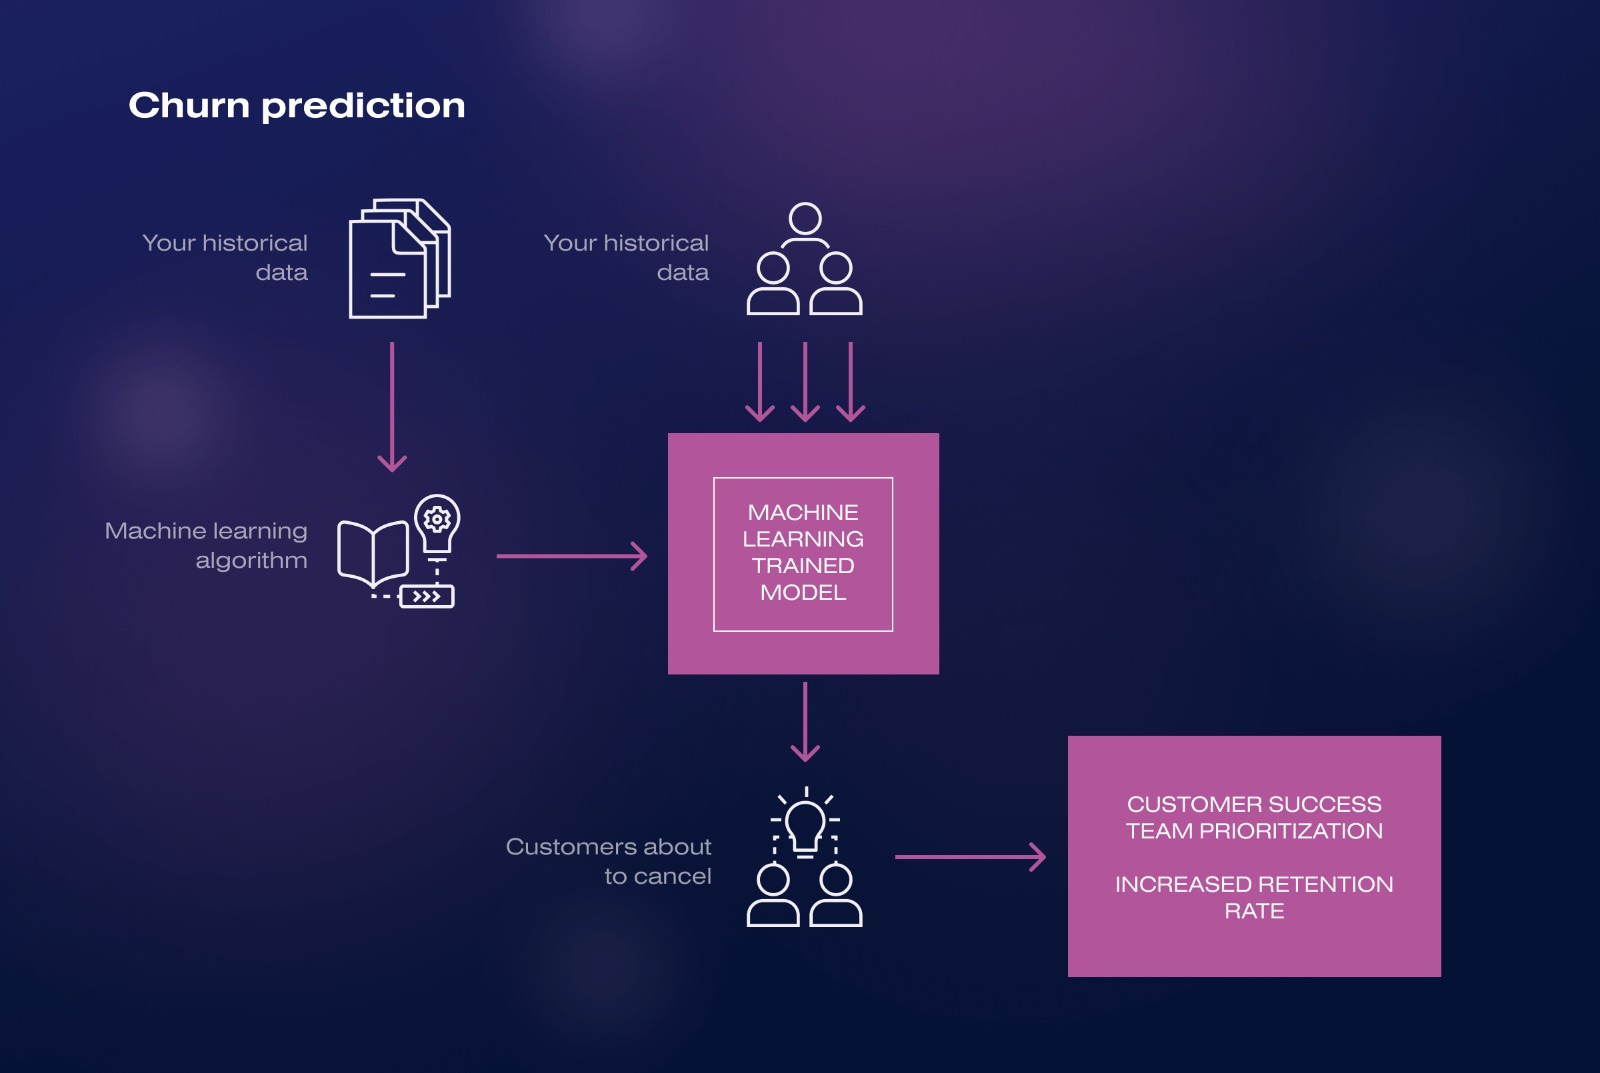 Churn prediction
Your historical
data
Your historical
data
Machine learning
algorithm
MACHINE
LEARNING
TRAINED
MODEL
Customers about
to cancel
CUSTOMER SUCCESS
TEAM PRIORITIZATION
INCREASED RETENTION
RATE